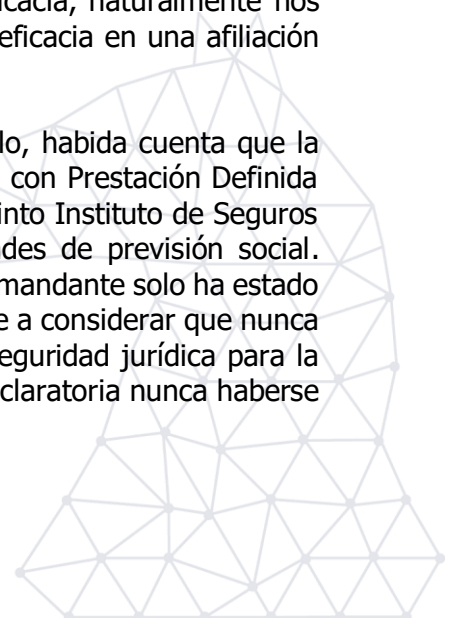 eficacia en una afiliación
lo, habida cuenta que la
con Prestación Definida
into Instituto de Seguros
des de previsión social.
mandante solo ha estado
e a considerar que nunca
eguridad jurídica para la
claratoria nunca haberse